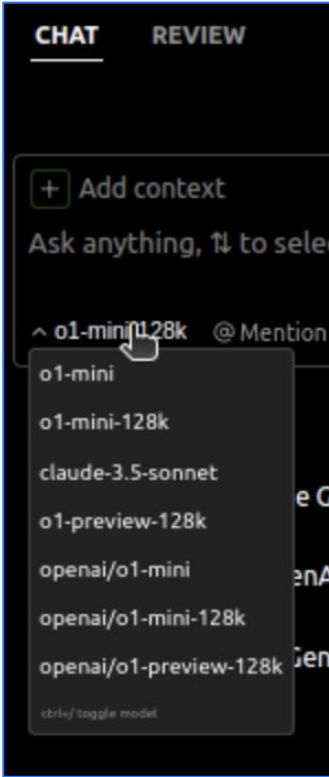 CHAT REVIEW
+ Add context
Ask anything, ⇅ to sele
^ o1-mini-128k @ Mention
o1-mini
o1-mini-128k
claude-3.5-sonnet
o1-preview-128k
openai/o1-mini
openai/o1-mini-128k
openai/o1-preview-128k
ctrl+/ toggle model
e G
enA
Gen